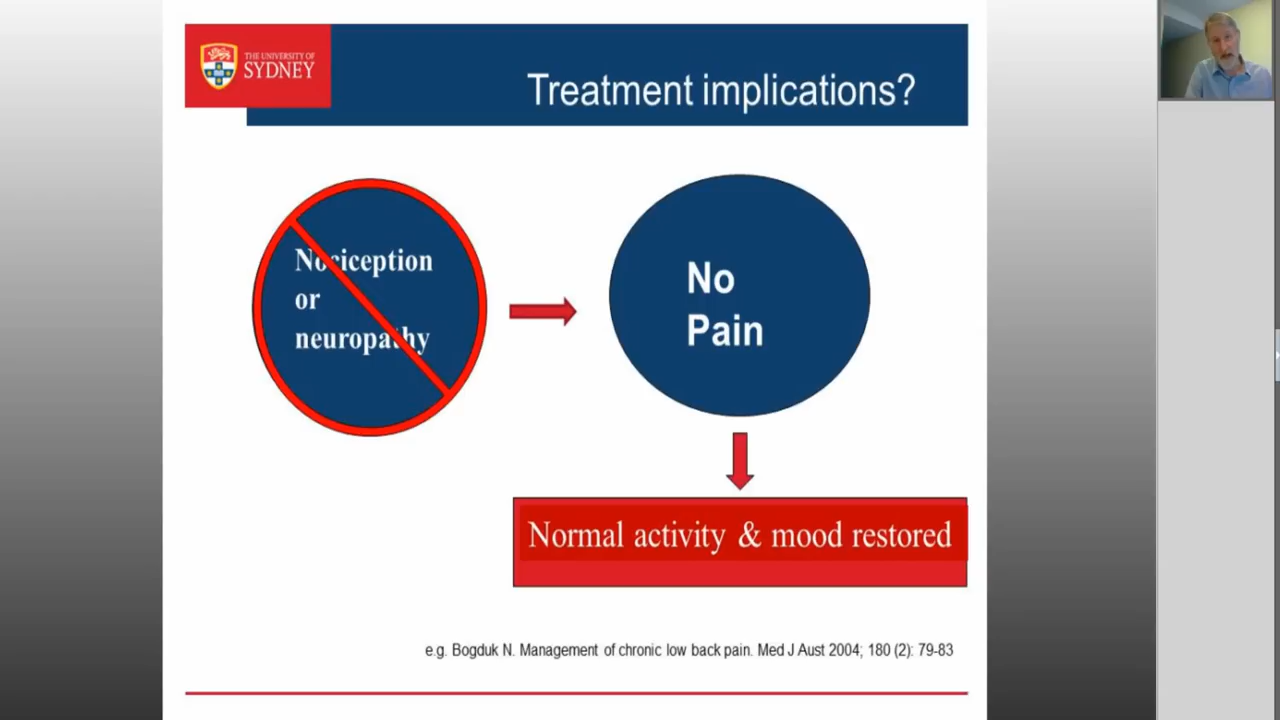 THE UNIVERSITY OF
SYDNEY
Treatment implications?
Nociception
or
neuropathy
No
Pain
Normal activity & mood restored
e.g. Bogduk N. Management of chronic low back pain. Med J Aust 2004; 180 (2): 79-83